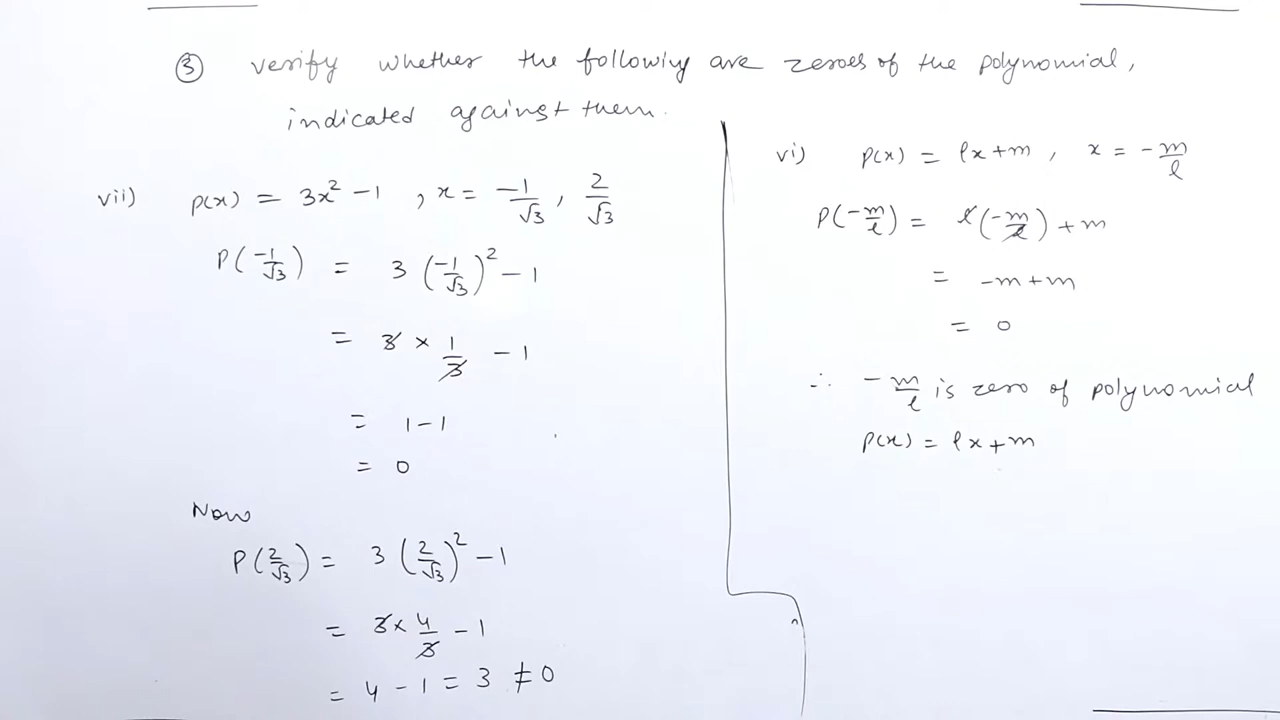 ③ verify whether the following are zeroes of the polynomial,
indicated against them.
vii) p(x) = 3x² - 1 , x = -1/√3 , 2/√3
P(-1/√3) = 3(-1/√3)² - 1
= 3 × 1/3 - 1
= 1 - 1
= 0
Now
P(2/√3) = 3(2/√3)² - 1
= 3 × 4/3 - 1
= 4 - 1 = 3 ≠ 0
vi) P(x) = lx + m , x = -m/l
P(-m/l) = l(-m/l) + m
= -m + m
= 0
∴ -m/l is zero of polynomial
P(x) = lx + m